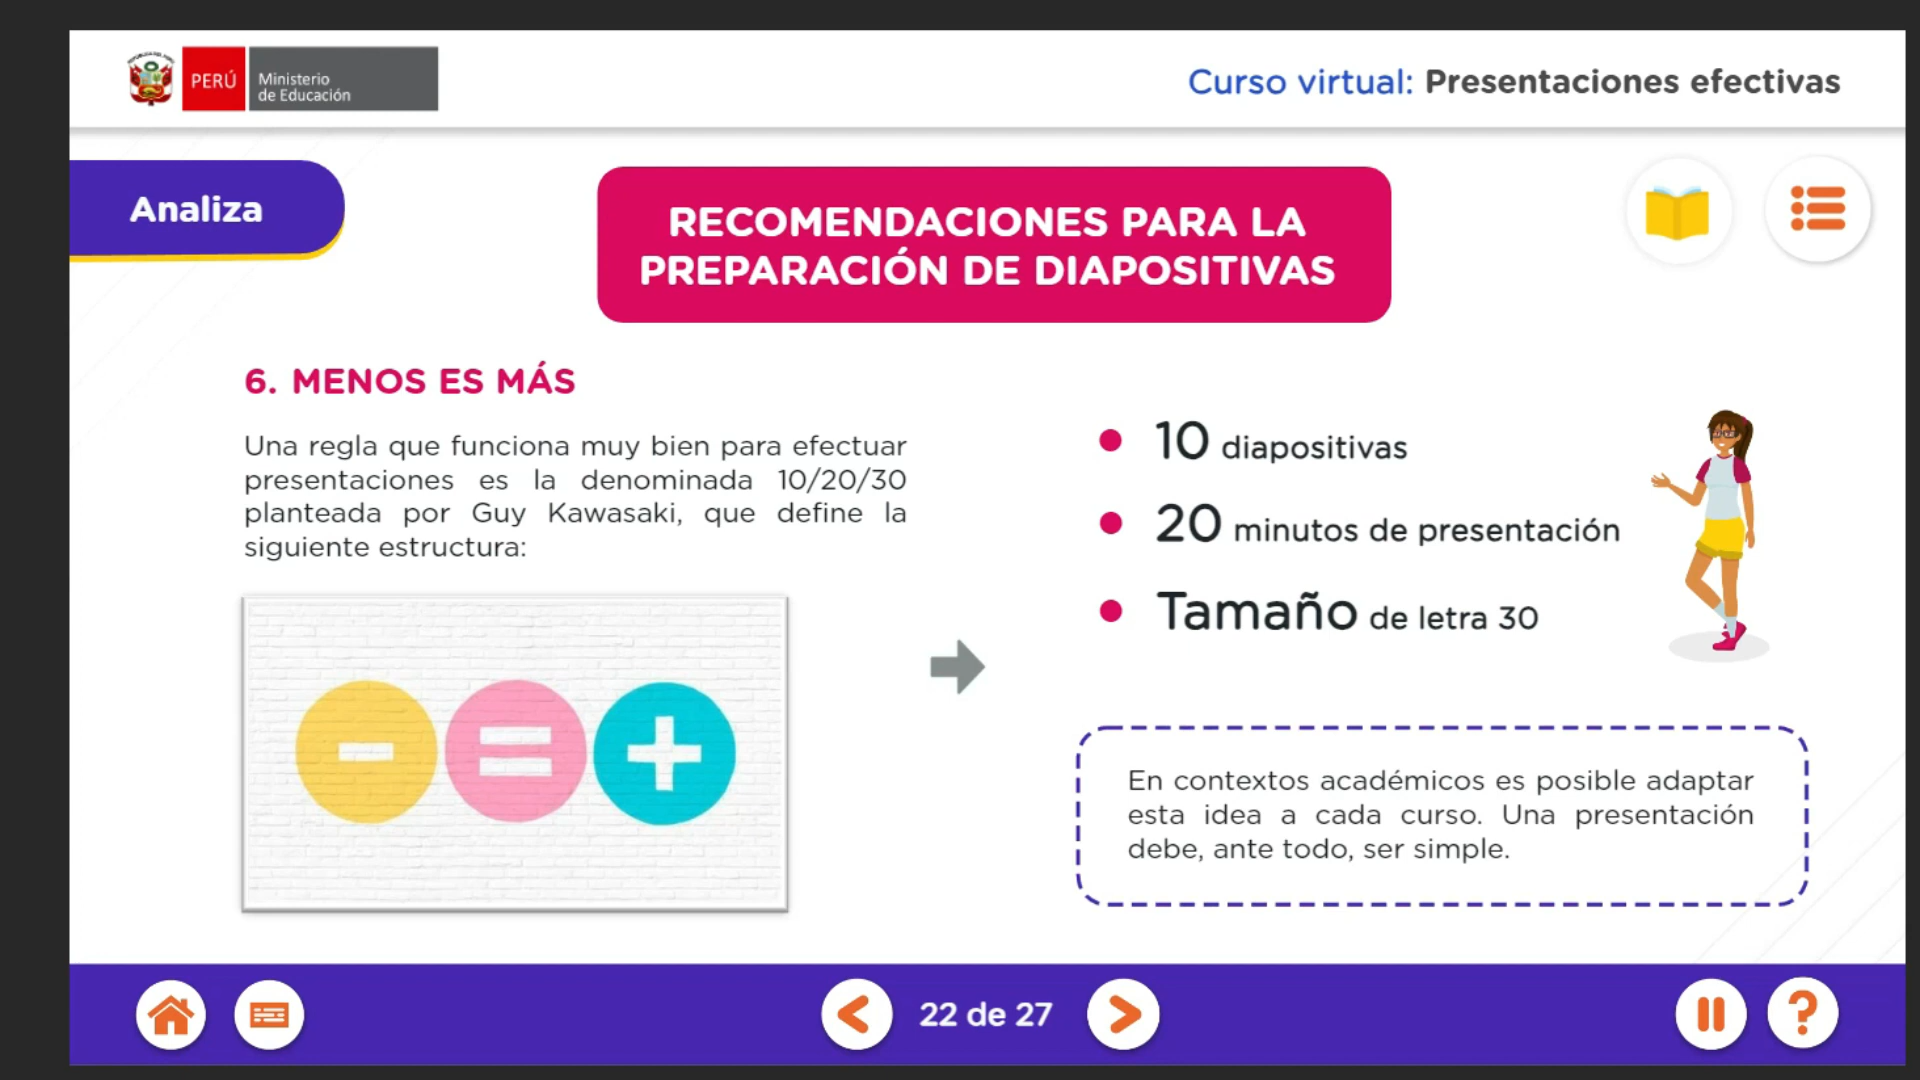 PERÚ
Ministerio
de Educación
Curso virtual: Presentaciones efectivas
Analiza
RECOMENDACIONES PARA LA
PREPARACIÓN DE DIAPOSITIVAS
6. MENOS ES MÁS
Una regla que funciona muy bien para efectuar
presentaciones es la denominada 10/20/30
planteada por Guy Kawasaki, que define la
siguiente estructura:
10 diapositivas
20 minutos de presentación
Tamaño de letra 30
En contextos académicos es posible adaptar
esta idea a cada curso. Una presentación
debe, ante todo, ser simple.
22 de 27